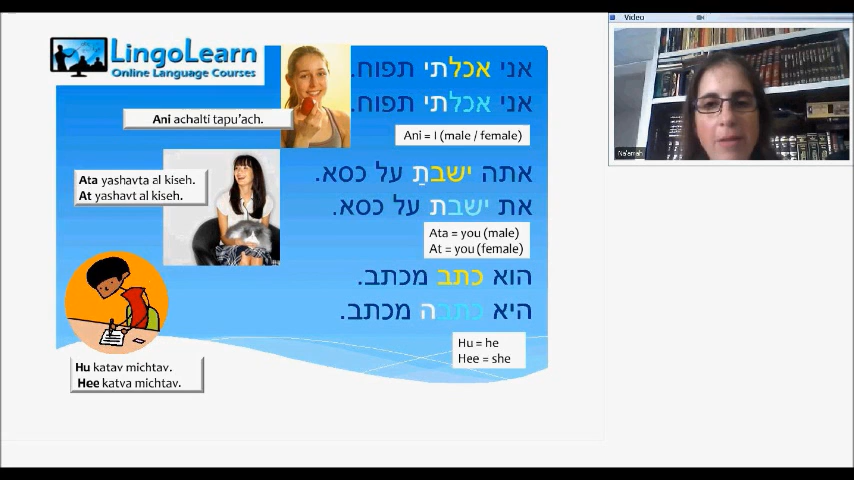 LingoLearn
Online Language Courses
אני אכלתי תפוח.
אני אכלתי תפוח.
Ani achalti tapu'ach.
Ani = I (male / female)
אתה ישבתַ על כסא.
את ישבת על כסא.
Ata yashavta al kiseh.
At yashavt al kiseh.
Ata = you (male)
At = you (female)
הוא כתב מכתב.
היא כתבה מכתב.
Hu = he
Hee = she
Hu katav michtav.
Hee katva michtav.
Video
Na'amah